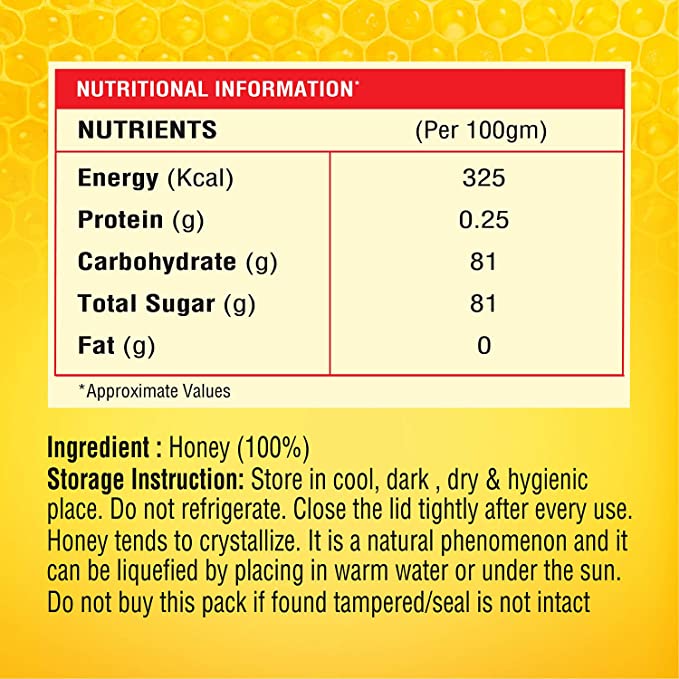 NUTRITIONAL INFORMATION*
NUTRIENTS (Per 100gm)
Energy (Kcal) 325
Protein (g) 0.25
Carbohydrate (g) 81
Total Sugar (g) 81
Fat (g) 0
*Approximate Values
Ingredient : Honey (100%)
Storage Instruction: Store in cool, dark , dry & hygienic
place. Do not refrigerate. Close the lid tightly after every use.
Honey tends to crystallize. It is a natural phenomenon and it
can be liquefied by placing in warm water or under the sun.
Do not buy this pack if found tampered/seal is not intact